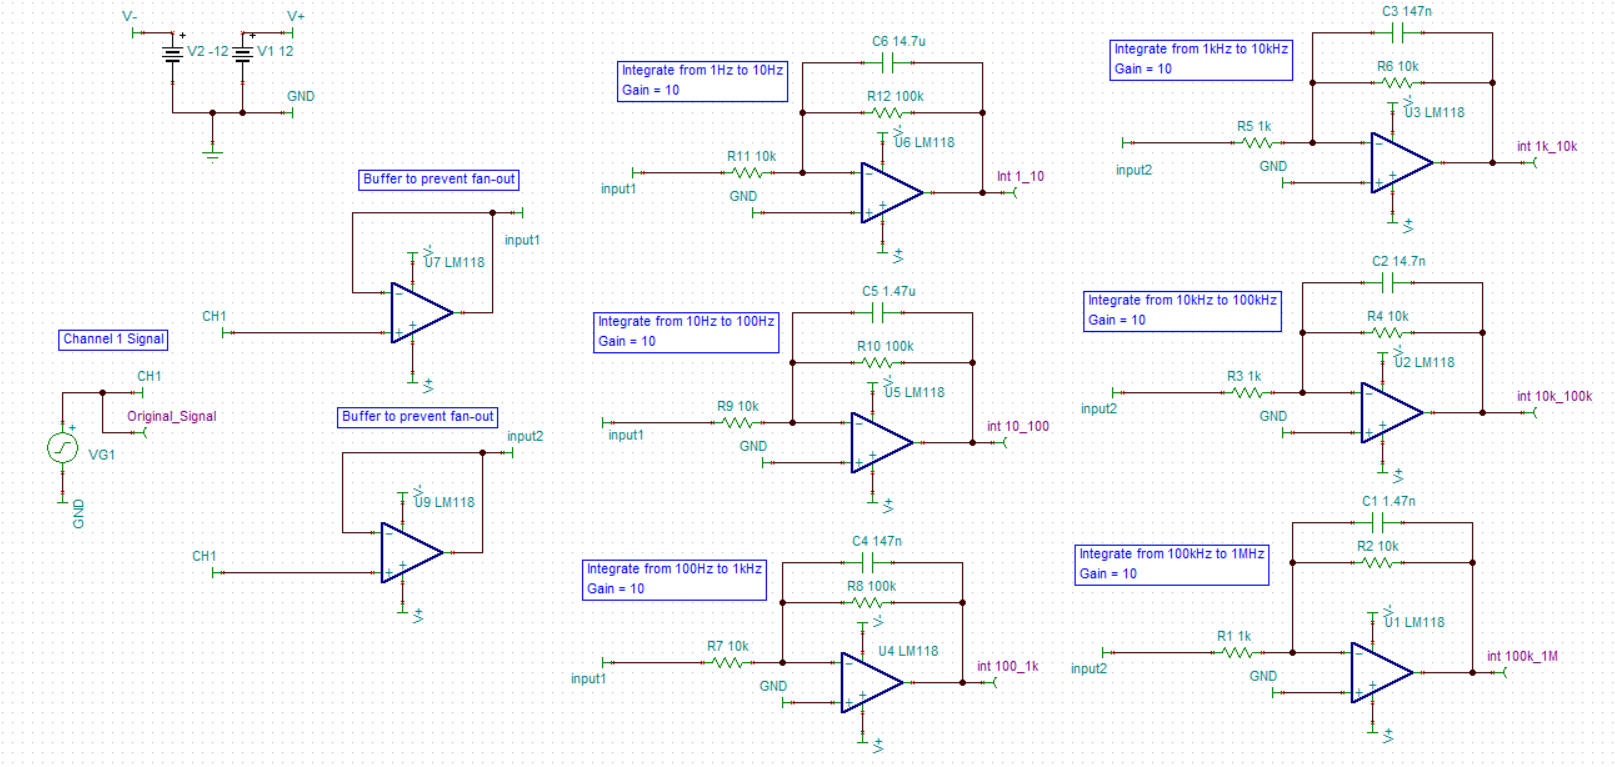 V-
V+
V2 -12
V1 12
GND
Buffer to prevent fan-out
input1
V-
U7 LM118
CH1
V+
Channel 1 Signal
CH1
Original_Signal
VG1
GND
Buffer to prevent fan-out
input2
V-
U9 LM118
CH1
V+
C6 14.7u
Integrate from 1Hz to 10Hz
Gain = 10
R12 100k
V-
U6 LM118
R11 10k
input1
GND
Int 1_10
V+
C5 1.47u
Integrate from 10Hz to 100Hz
Gain = 10
R10 100k
V-
U5 LM118
R9 10k
input1
GND
int 10_100
V+
C4 147n
Integrate from 100Hz to 1kHz
Gain = 10
R8 100k
V-
U4 LM118
R7 10k
input1
GND
int 100_1k
V+
C3 147n
Integrate from 1kHz to 10kHz
Gain = 10
R6 10k
V-
U3 LM118
R5 1k
input2
GND
int 1k_10k
V+
C2 14.7n
Integrate from 10kHz to 100kHz
Gain = 10
R4 10k
V-
U2 LM118
R3 1k
input2
GND
int 10k_100k
V+
C1 1.47n
Integrate from 100kHz to 1MHz
Gain = 10
R2 10k
V-
U1 LM118
R1 1k
input2
GND
int 100k_1M
V+